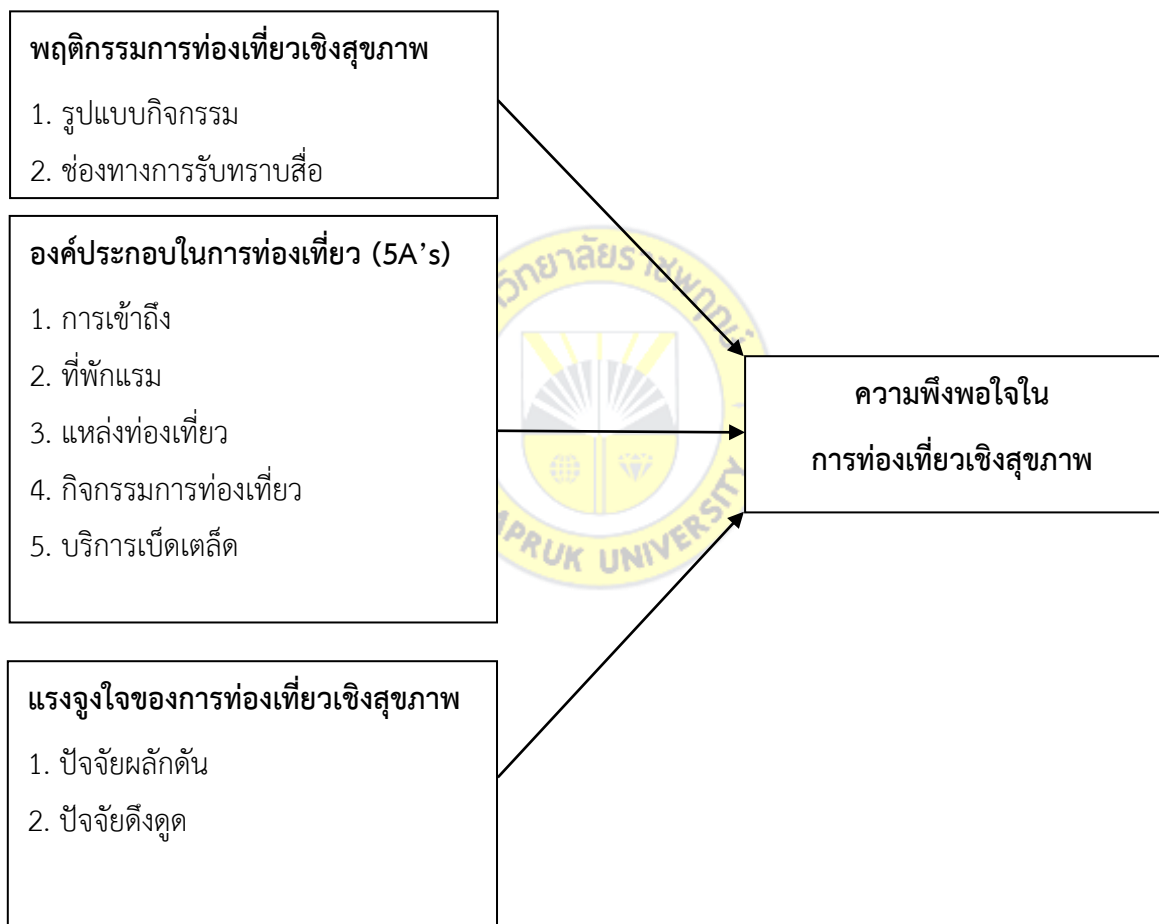 พฤติกรรมการท่องเที่ยวเชิงสุขภาพ
1. รูปแบบกิจกรรม
2. ช่องทางการรับทราบสื่อ
องค์ประกอบในการท่องเที่ยว (5A’s)
1. การเข้าถึง
2. ที่พักแรม
3. แหล่งท่องเที่ยว
4. กิจกรรมการท่องเที่ยว
5. บริการเบ็ดเตล็ด
แรงจูงใจของการท่องเที่ยวเชิงสุขภาพ
1. ปัจจัยผลักดัน
2. ปัจจัยดึงดูด
ความพึงพอใจใน
การท่องเที่ยวเชิงสุขภาพ
UNIVERSITY